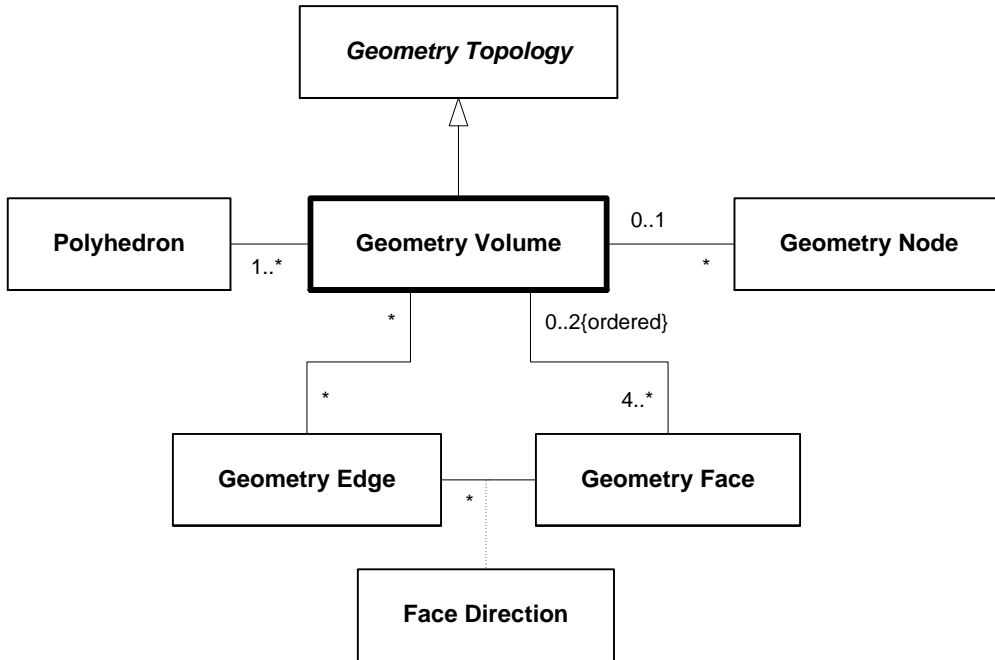 Geometry Topology
Polyhedron
1..*
Geometry Volume
0..1
*
Geometry Node
*
0..2{ordered}
*
4..*
Geometry Edge
*
Geometry Face
Face Direction